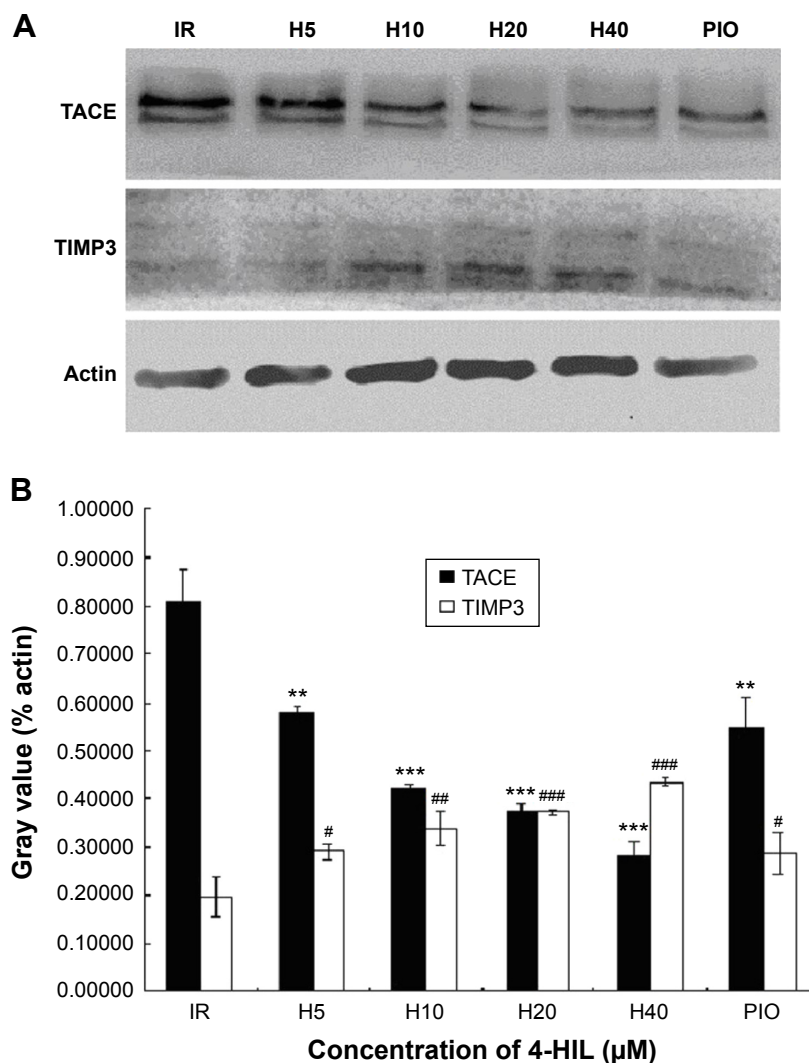 A
IR H5 H10 H20 H40 PIO
TACE
TIMP3
Actin
B
Gray value (% actin)
1.00000
0.90000
0.80000
0.70000
0.60000
0.50000
0.40000
0.30000
0.20000
0.10000
0.00000
TACE
TIMP3
** # *** ## *** ### *** ### ** #
IR H5 H10 H20 H40 PIO
Concentration of 4-HIL (µM)